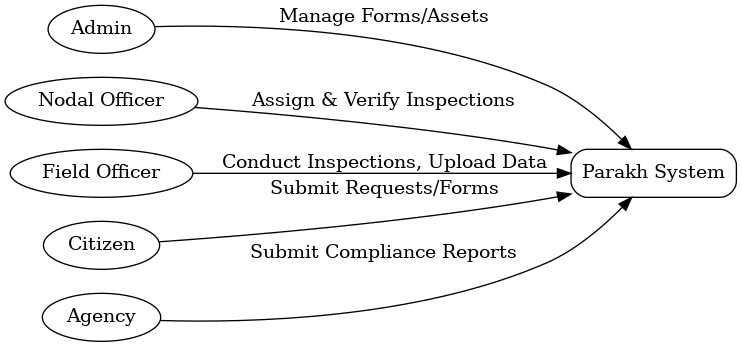 Admin
Manage Forms/Assets
Nodal Officer
Assign & Verify Inspections
Field Officer
Conduct Inspections, Upload Data
Parakh System
Submit Requests/Forms
Citizen
Submit Compliance Reports
Agency